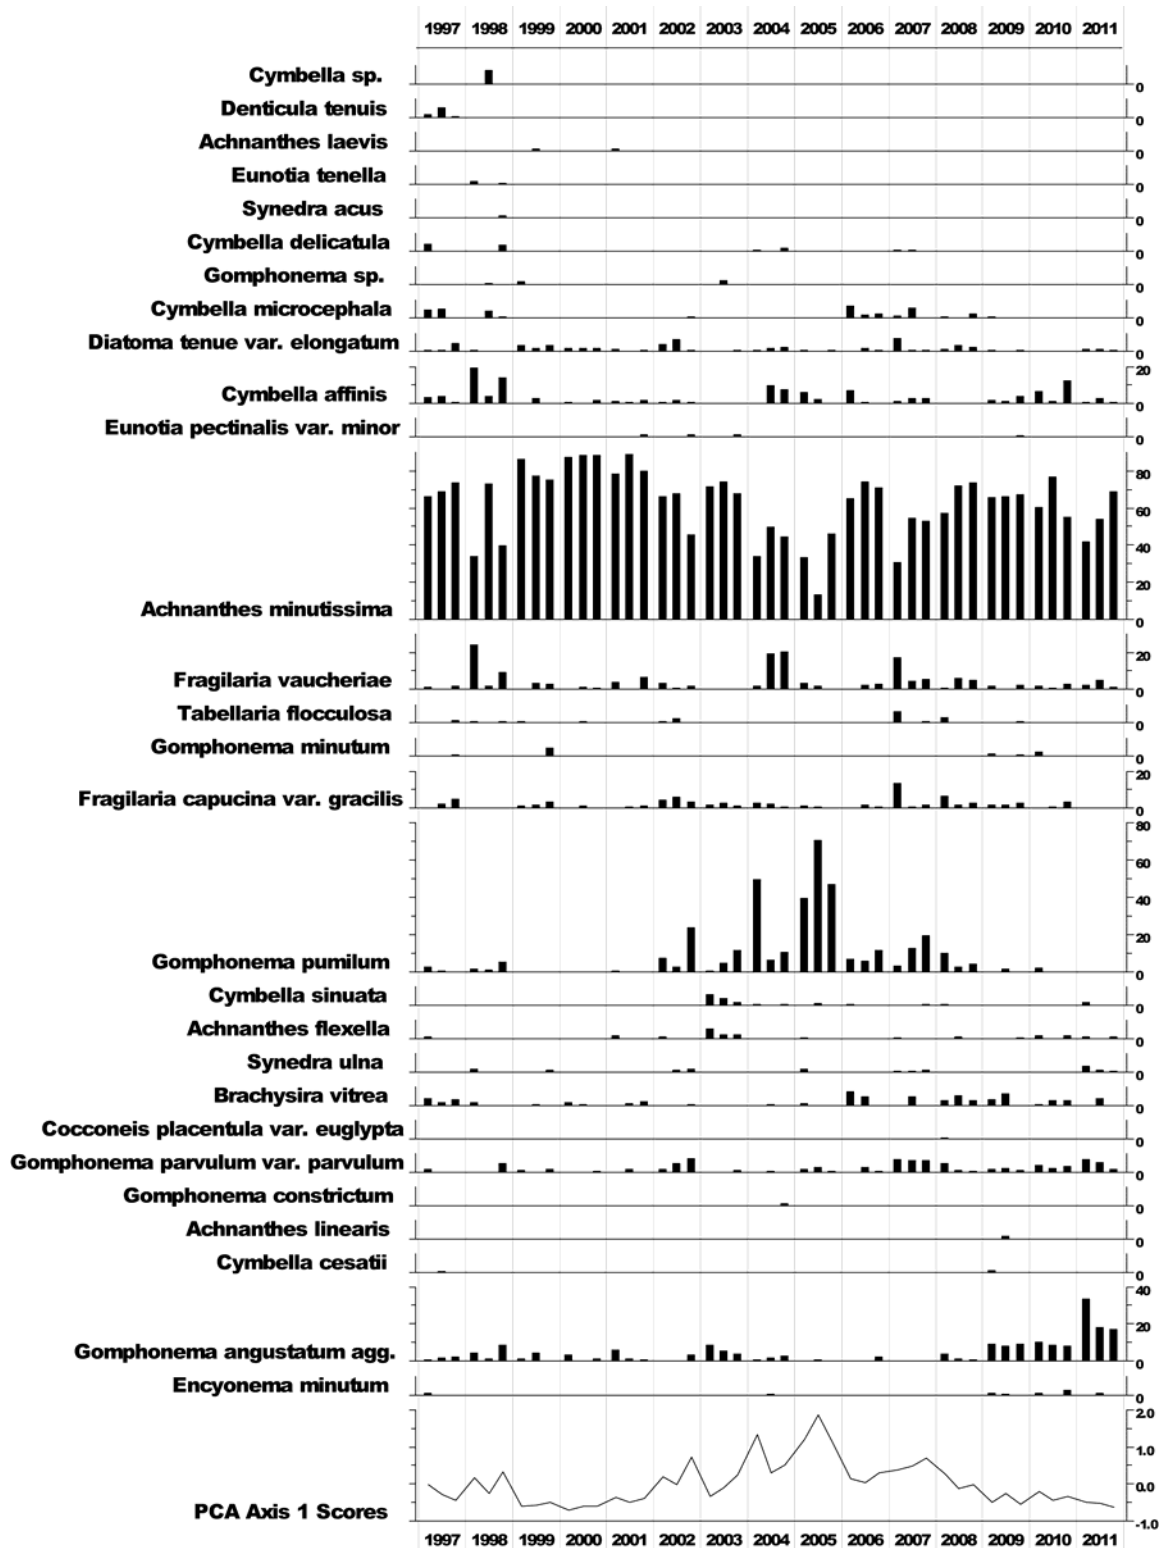 1997 1998 1999 2000 2001 2002 2003 2004 2005 2006 2007 2008 2009 2010 2011
Cymbella sp. 0
Denticula tenuis 0
Achnanthes laevis 0
Eunotia tenella 0
Synedra acus 0
Cymbella delicatula 0
Gomphonema sp. 0
Cymbella microcephala 0
Diatoma tenue var. elongatum 0
20
Cymbella affinis 0
Eunotia pectinalis var. minor 0
80
60
40
20
Achnanthes minutissima 0
20
Fragilaria vaucheriae 0
Tabellaria flocculosa 0
Gomphonema minutum 0
20
Fragilaria capucina var. gracilis 0
80
60
40
20
Gomphonema pumilum 0
Cymbella sinuata 0
Achnanthes flexella 0
Synedra ulna 0
Brachysira vitrea 0
Cocconeis placentula var. euglypta 0
Gomphonema parvulum var. parvulum 0
Gomphonema constrictum 0
Achnanthes linearis 0
Cymbella cesatii 0
40
20
Gomphonema angustatum agg. 0
Encyonema minutum 0
2.0
1.0
0.0
PCA Axis 1 Scores -1.0
1997 1998 1999 2000 2001 2002 2003 2004 2005 2006 2007 2008 2009 2010 2011